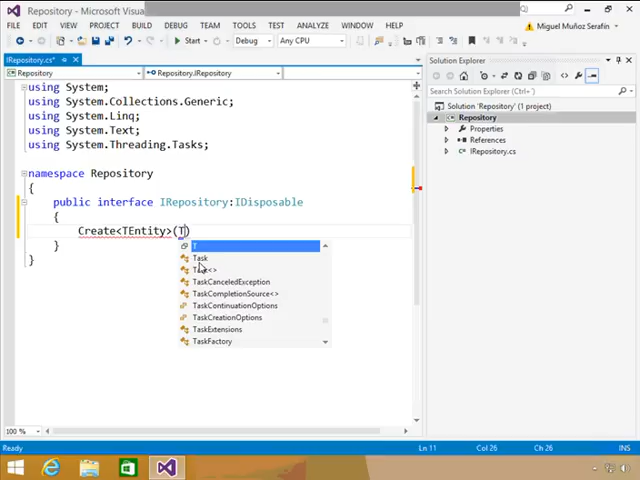 Repository - Microsoft Visual
FILE EDIT VIEW PROJECT BUILD DEBUG TEAM TOOLS TEST ANALYZE WINDOW HELP
Miguel Muñoz Serafín
Start Debug Any CPU
IRepository.cs*
Repository Repository.IRepository
using System;
using System.Collections.Generic;
using System.Linq;
using System.Text;
using System.Threading.Tasks;
namespace Repository
{
public interface IRepository:IDisposable
{
Create<TEntity>(T)
}
}
T
Task
Task<>
TaskCanceledException
TaskCompletionSource<>
TaskContinuationOptions
TaskCreationOptions
TaskExtensions
TaskFactory
Solution Explorer
Search Solution Explorer (Ctrl+')
Solution 'Repository' (1 project)
Repository
Properties
References
IRepository.cs
100 %
Ready Ln 11 Col 26 Ch 26 INS